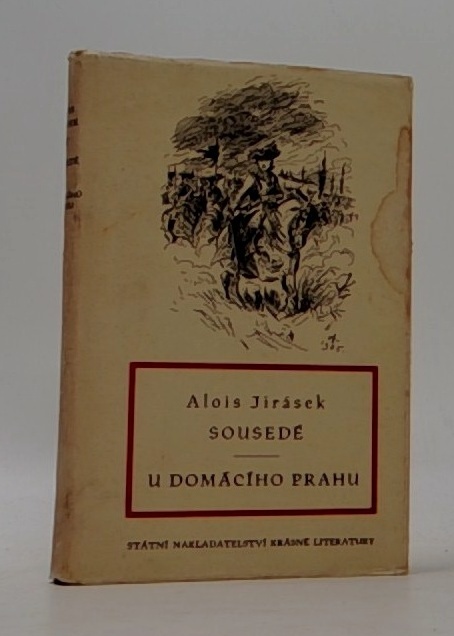 Alois Jirásek
SOUSEDÉ
U DOMÁCÍHO PRAHU
STÁTNÍ NAKLADATELSTVÍ KRÁSNÉ LITERATURY